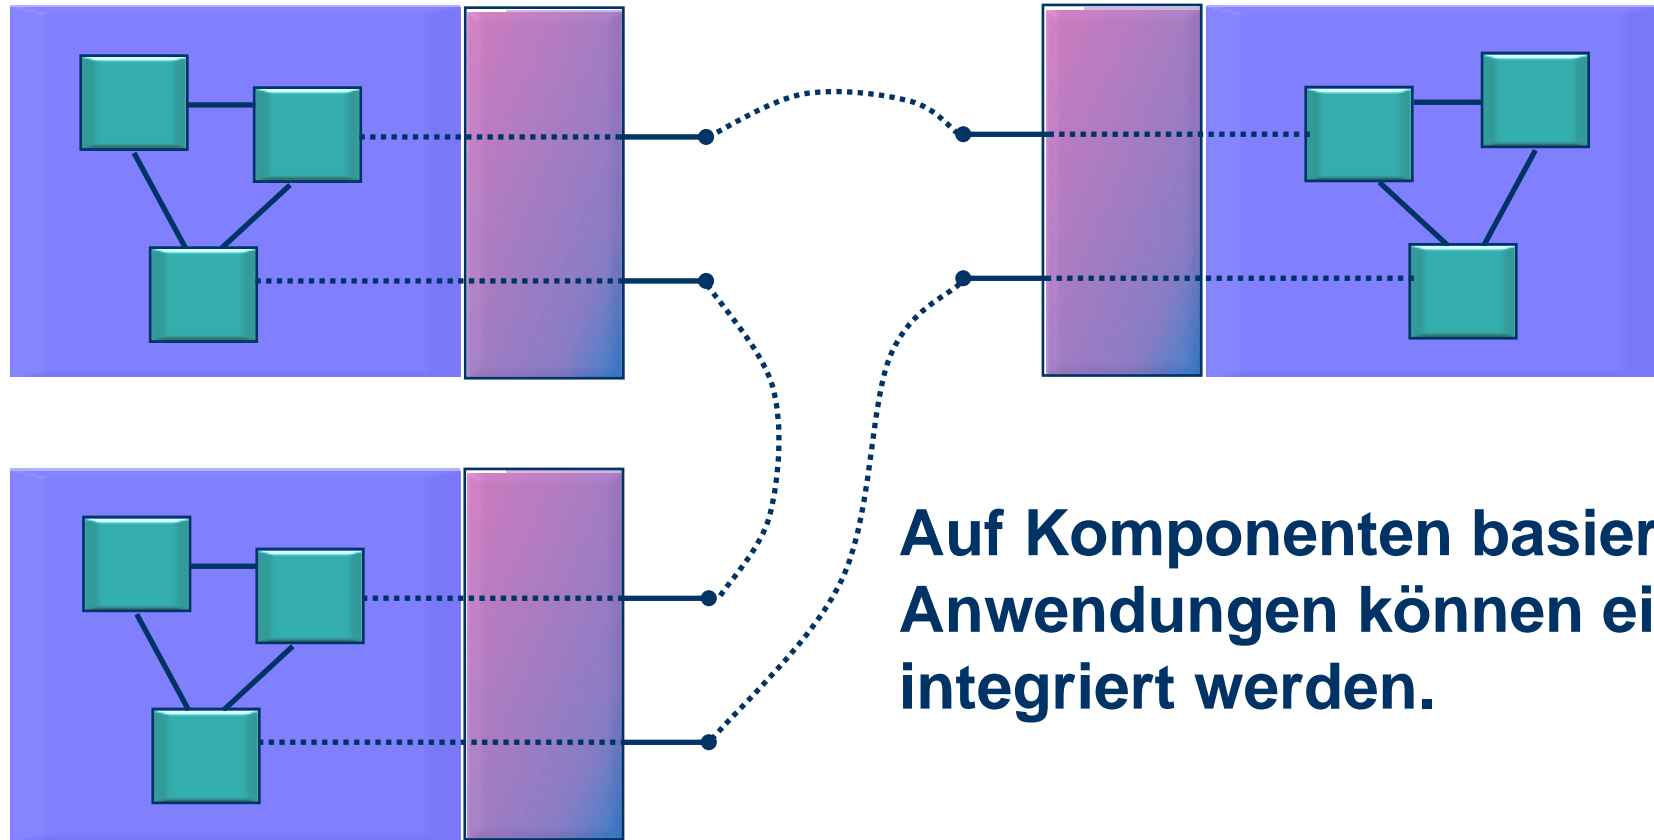 Auf Komponenten basier
Anwendungen können ei
integriert werden.